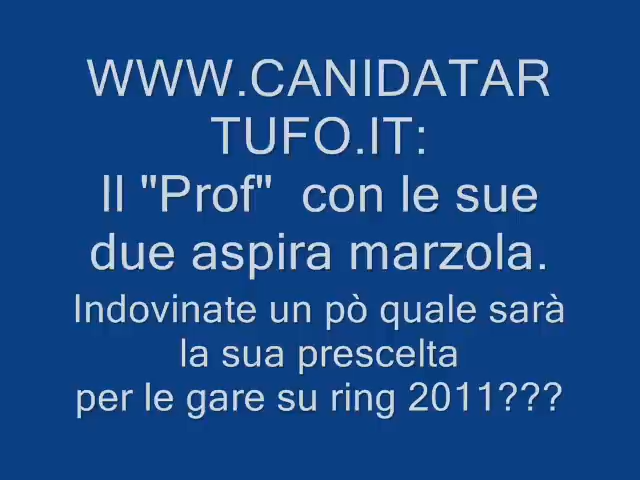 WWW.CANIDATAR
TUFO.IT:
Il "Prof"  con le sue
due aspira marzola.
Indovinate un pò quale sarà
la sua prescelta
per le gare su ring 2011???